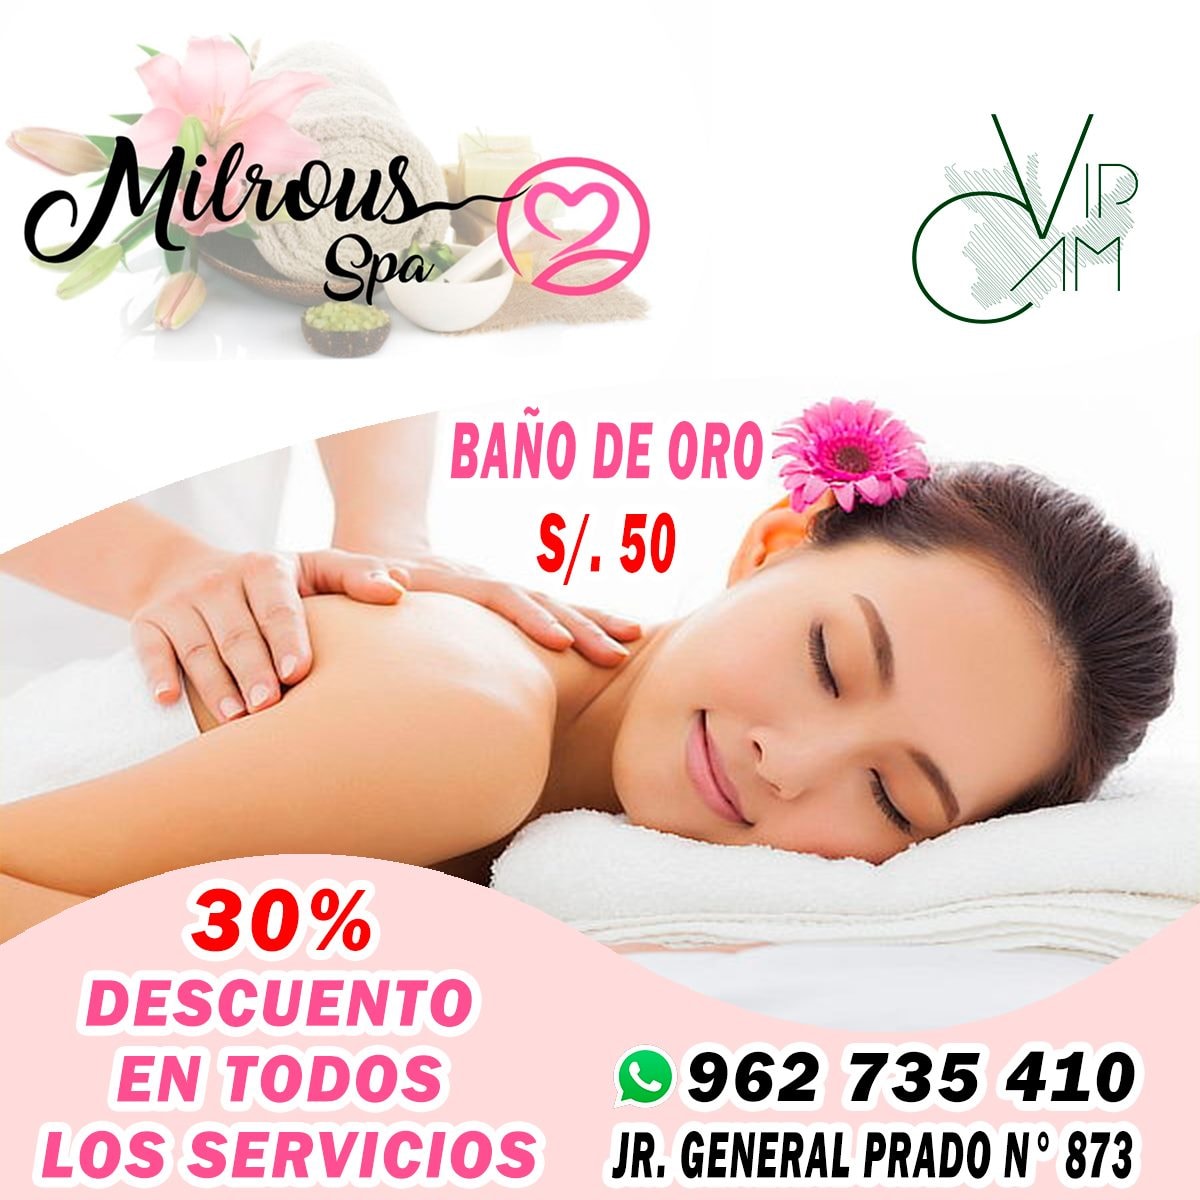 Milrous
Spa
VIP
CAM
BAÑO DE ORO
S/. 50
30%
DESCUENTO
EN TODOS
LOS SERVICIOS
962 735 410
JR. GENERAL PRADO N° 873